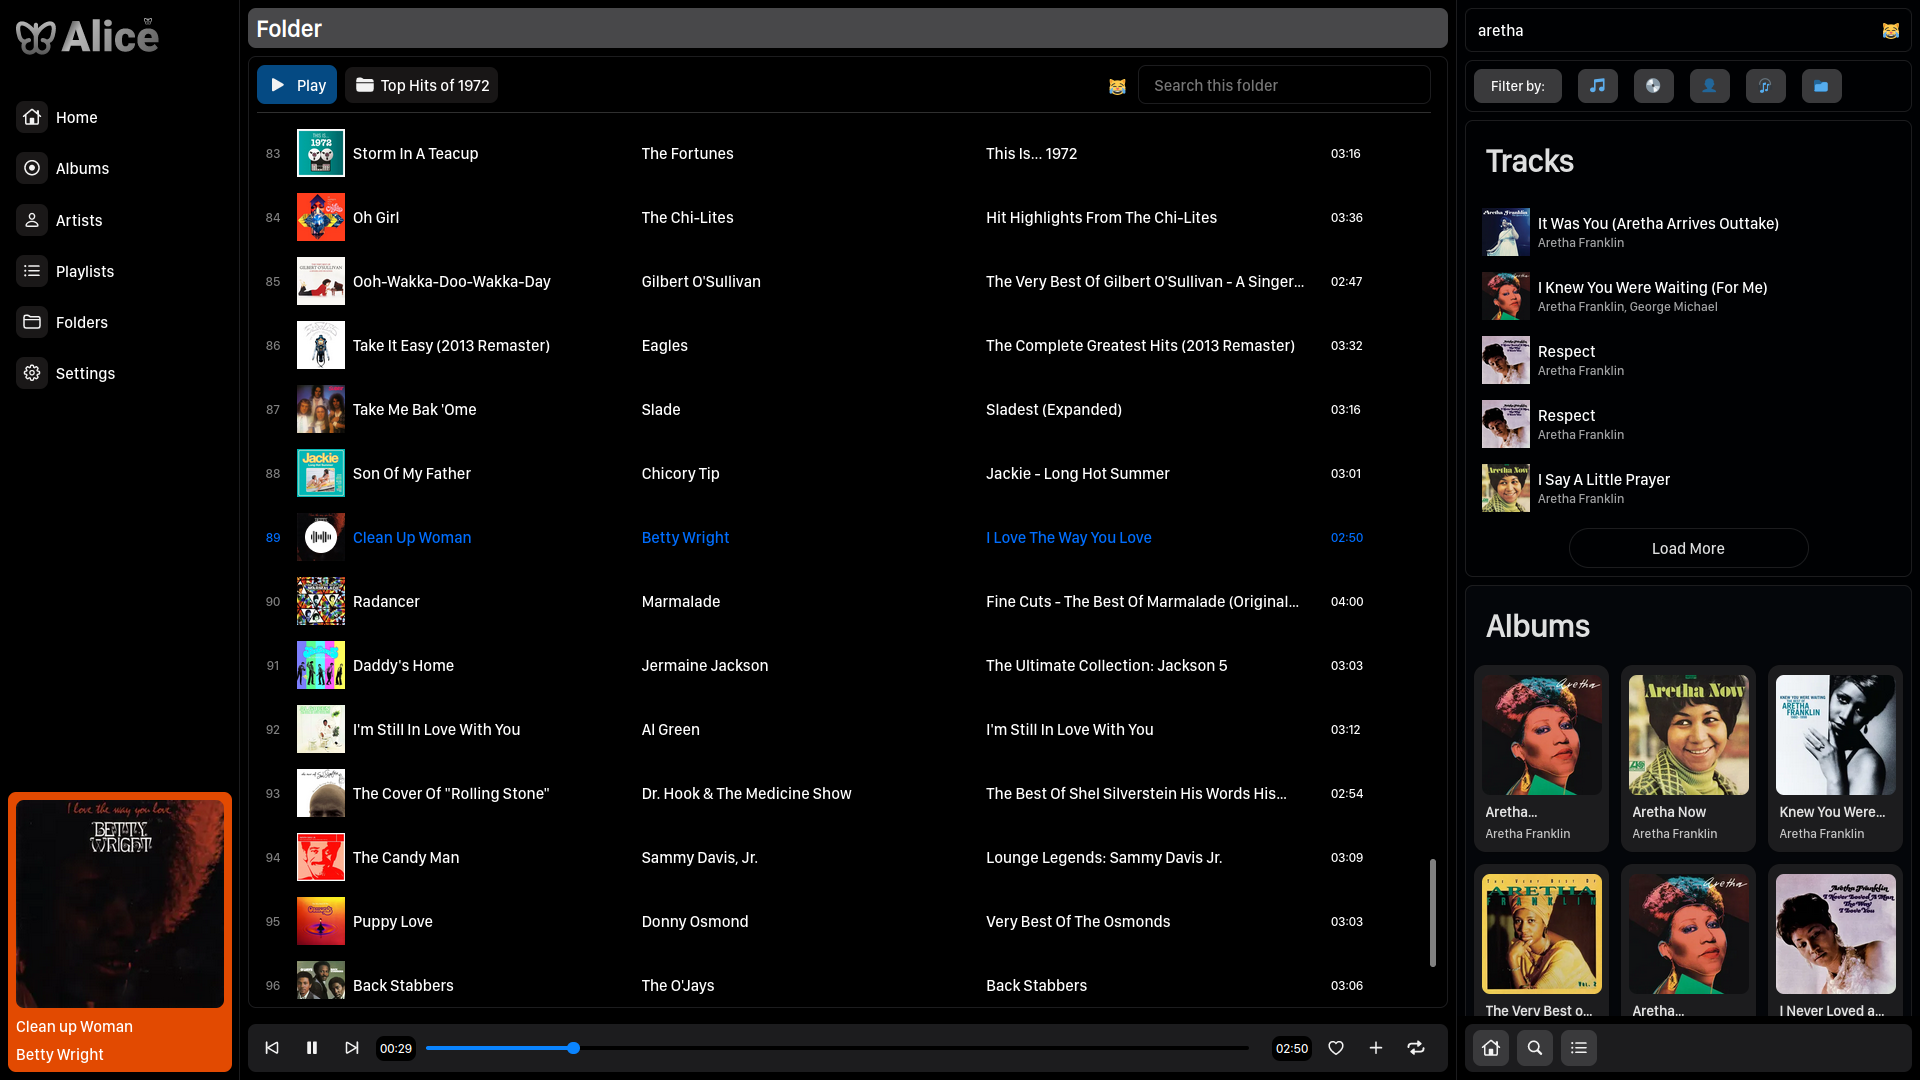 Alice
Home
Albums
Artists
Playlists
Folders
Settings
I love the way you love
BETTY
WRIGHT
Clean up Woman
Betty Wright
Folder
Play
Top Hits of 1972
Search this folder
83 Storm In A Teacup The Fortunes This Is... 1972 03:16
84 Oh Girl The Chi-Lites Hit Highlights From The Chi-Lites 03:36
85 Ooh-Wakka-Doo-Wakka-Day Gilbert O'Sullivan The Very Best Of Gilbert O'Sullivan - A Singer... 02:47
86 Take It Easy (2013 Remaster) Eagles The Complete Greatest Hits (2013 Remaster) 03:32
87 Take Me Bak 'Ome Slade Sladest (Expanded) 03:16
88 Son Of My Father Chicory Tip Jackie - Long Hot Summer 03:01
89 Clean Up Woman Betty Wright I Love The Way You Love 02:50
90 Radancer Marmalade Fine Cuts - The Best Of Marmalade (Original... 04:00
91 Daddy's Home Jermaine Jackson The Ultimate Collection: Jackson 5 03:03
92 I'm Still In Love With You Al Green I'm Still In Love With You 03:12
93 The Cover Of "Rolling Stone" Dr. Hook & The Medicine Show The Best Of Shel Silverstein His Words His... 02:54
94 The Candy Man Sammy Davis, Jr. Lounge Legends: Sammy Davis Jr. 03:09
95 Puppy Love Donny Osmond Very Best Of The Osmonds 03:03
96 Back Stabbers The O'Jays Back Stabbers 03:06
00:29
02:50
aretha
Filter by:
Tracks
It Was You (Aretha Arrives Outtake)
Aretha Franklin
I Knew You Were Waiting (For Me)
Aretha Franklin, George Michael
Respect
Aretha Franklin
Respect
Aretha Franklin
I Say A Little Prayer
Aretha Franklin
Load More
Albums
Aretha...
Aretha Franklin
Aretha Now
Aretha Franklin
Knew You Were...
Aretha Franklin
The Very Best o...
Aretha...
I Never Loved a...